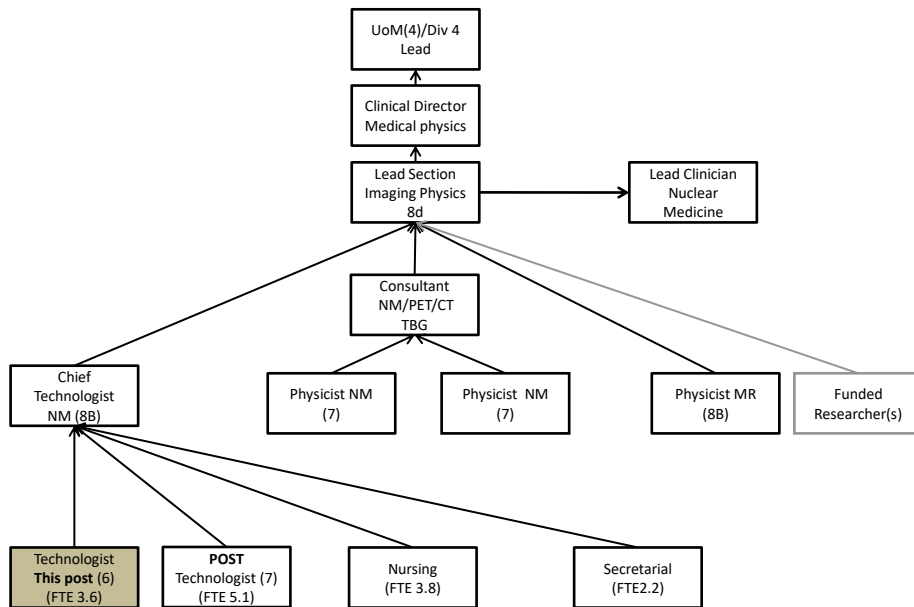 UoM(4)/Div 4
Lead
Clinical Director
Medical physics
Lead Section
Imaging Physics
8d
Lead Clinician
Nuclear
Medicine
Consultant
NM/PET/CT
TBG
Chief
Technologist
NM (8B)
Physicist NM
(7)
Physicist NM
(7)
Physicist MR
(8B)
Funded
Researcher(s)
Technologist
This post (6)
(FTE 3.6)
POST
Technologist (7)
(FTE 5.1)
Nursing
(FTE 3.8)
Secretarial
(FTE2.2)